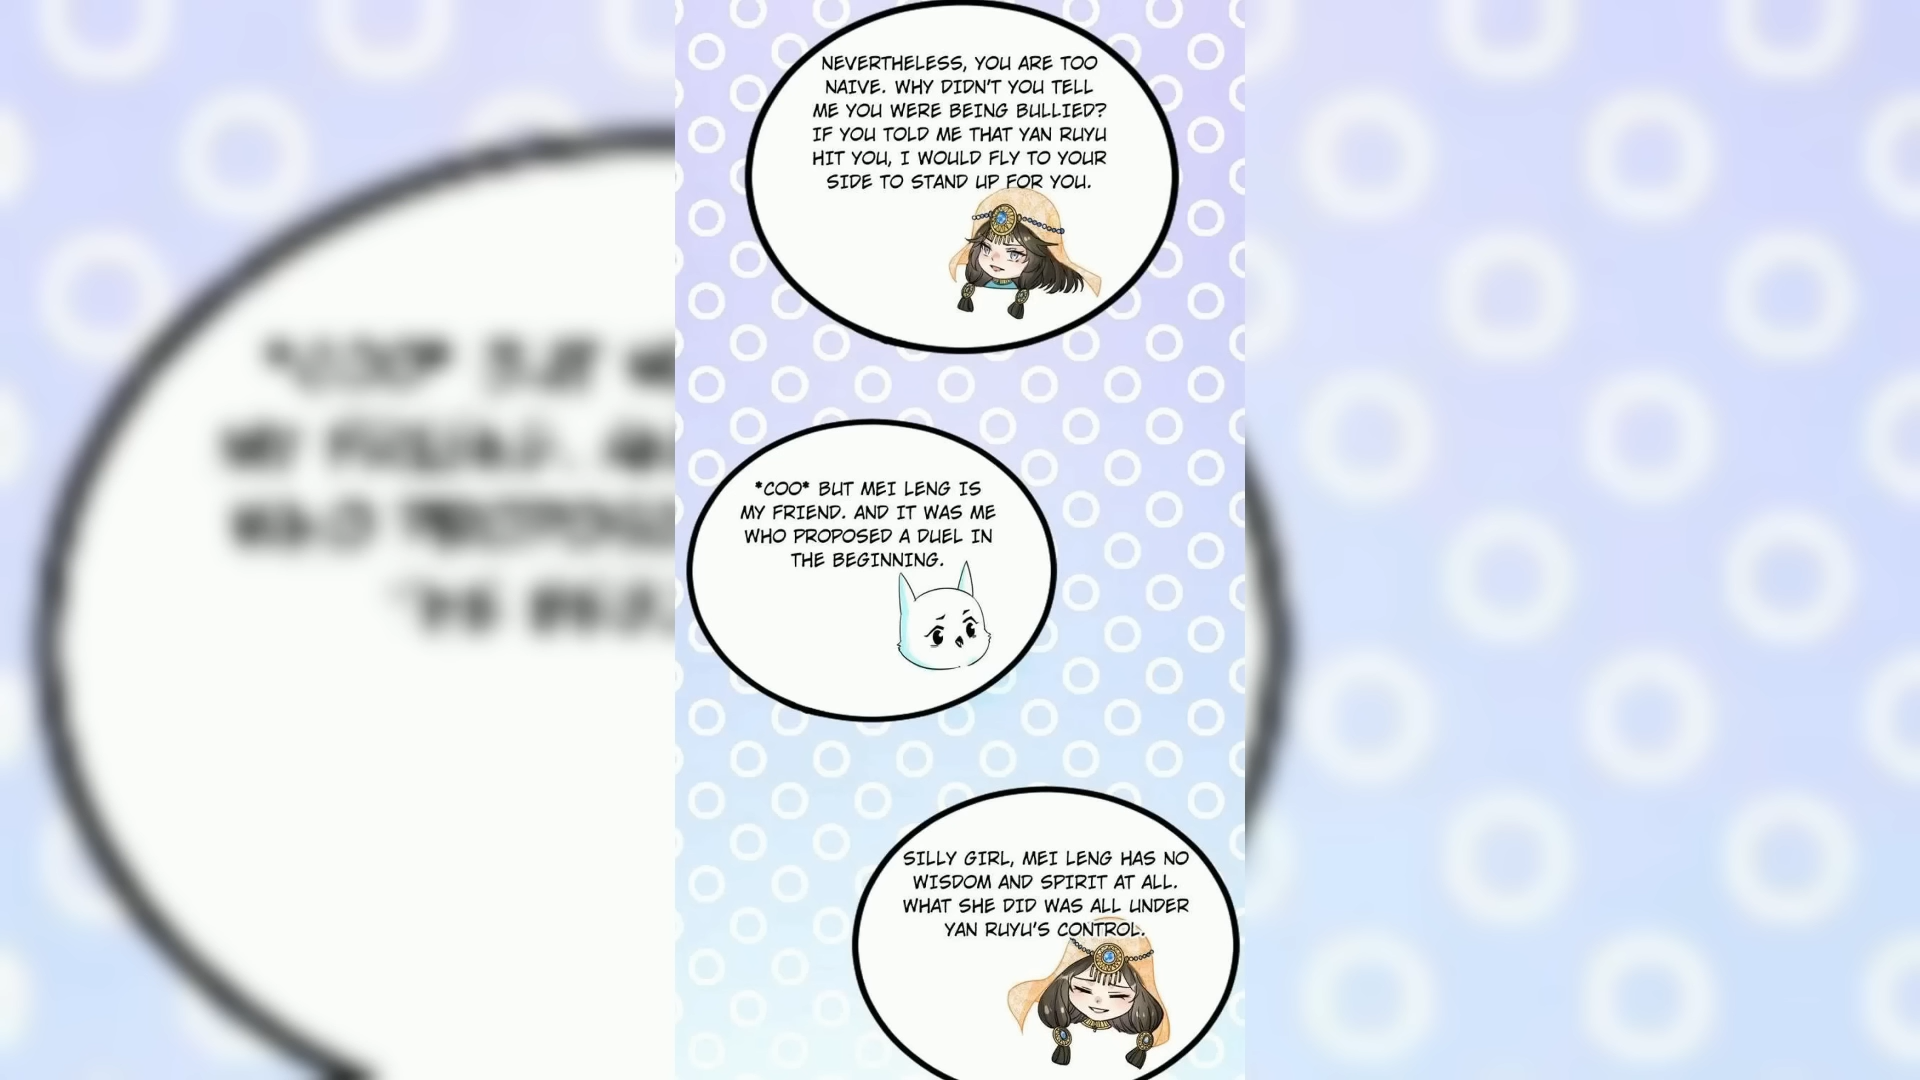 NEVERTHELESS, YOU ARE TOO
NAIVE. WHY DIDN'T YOU TELL
ME YOU WERE BEING BULLIED?
IF YOU TOLD ME THAT YAN RUYU
HIT YOU, I WOULD FLY TO YOUR
SIDE TO STAND UP FOR YOU.
*COO* BUT MEI LENG IS
MY FRIEND. AND IT WAS ME
WHO PROPOSED A DUEL IN
THE BEGINNING.
SILLY GIRL, MEI LENG HAS NO
WISDOM AND SPIRIT AT ALL.
WHAT SHE DID WAS ALL UNDER
YAN RUYU'S CONTROL.